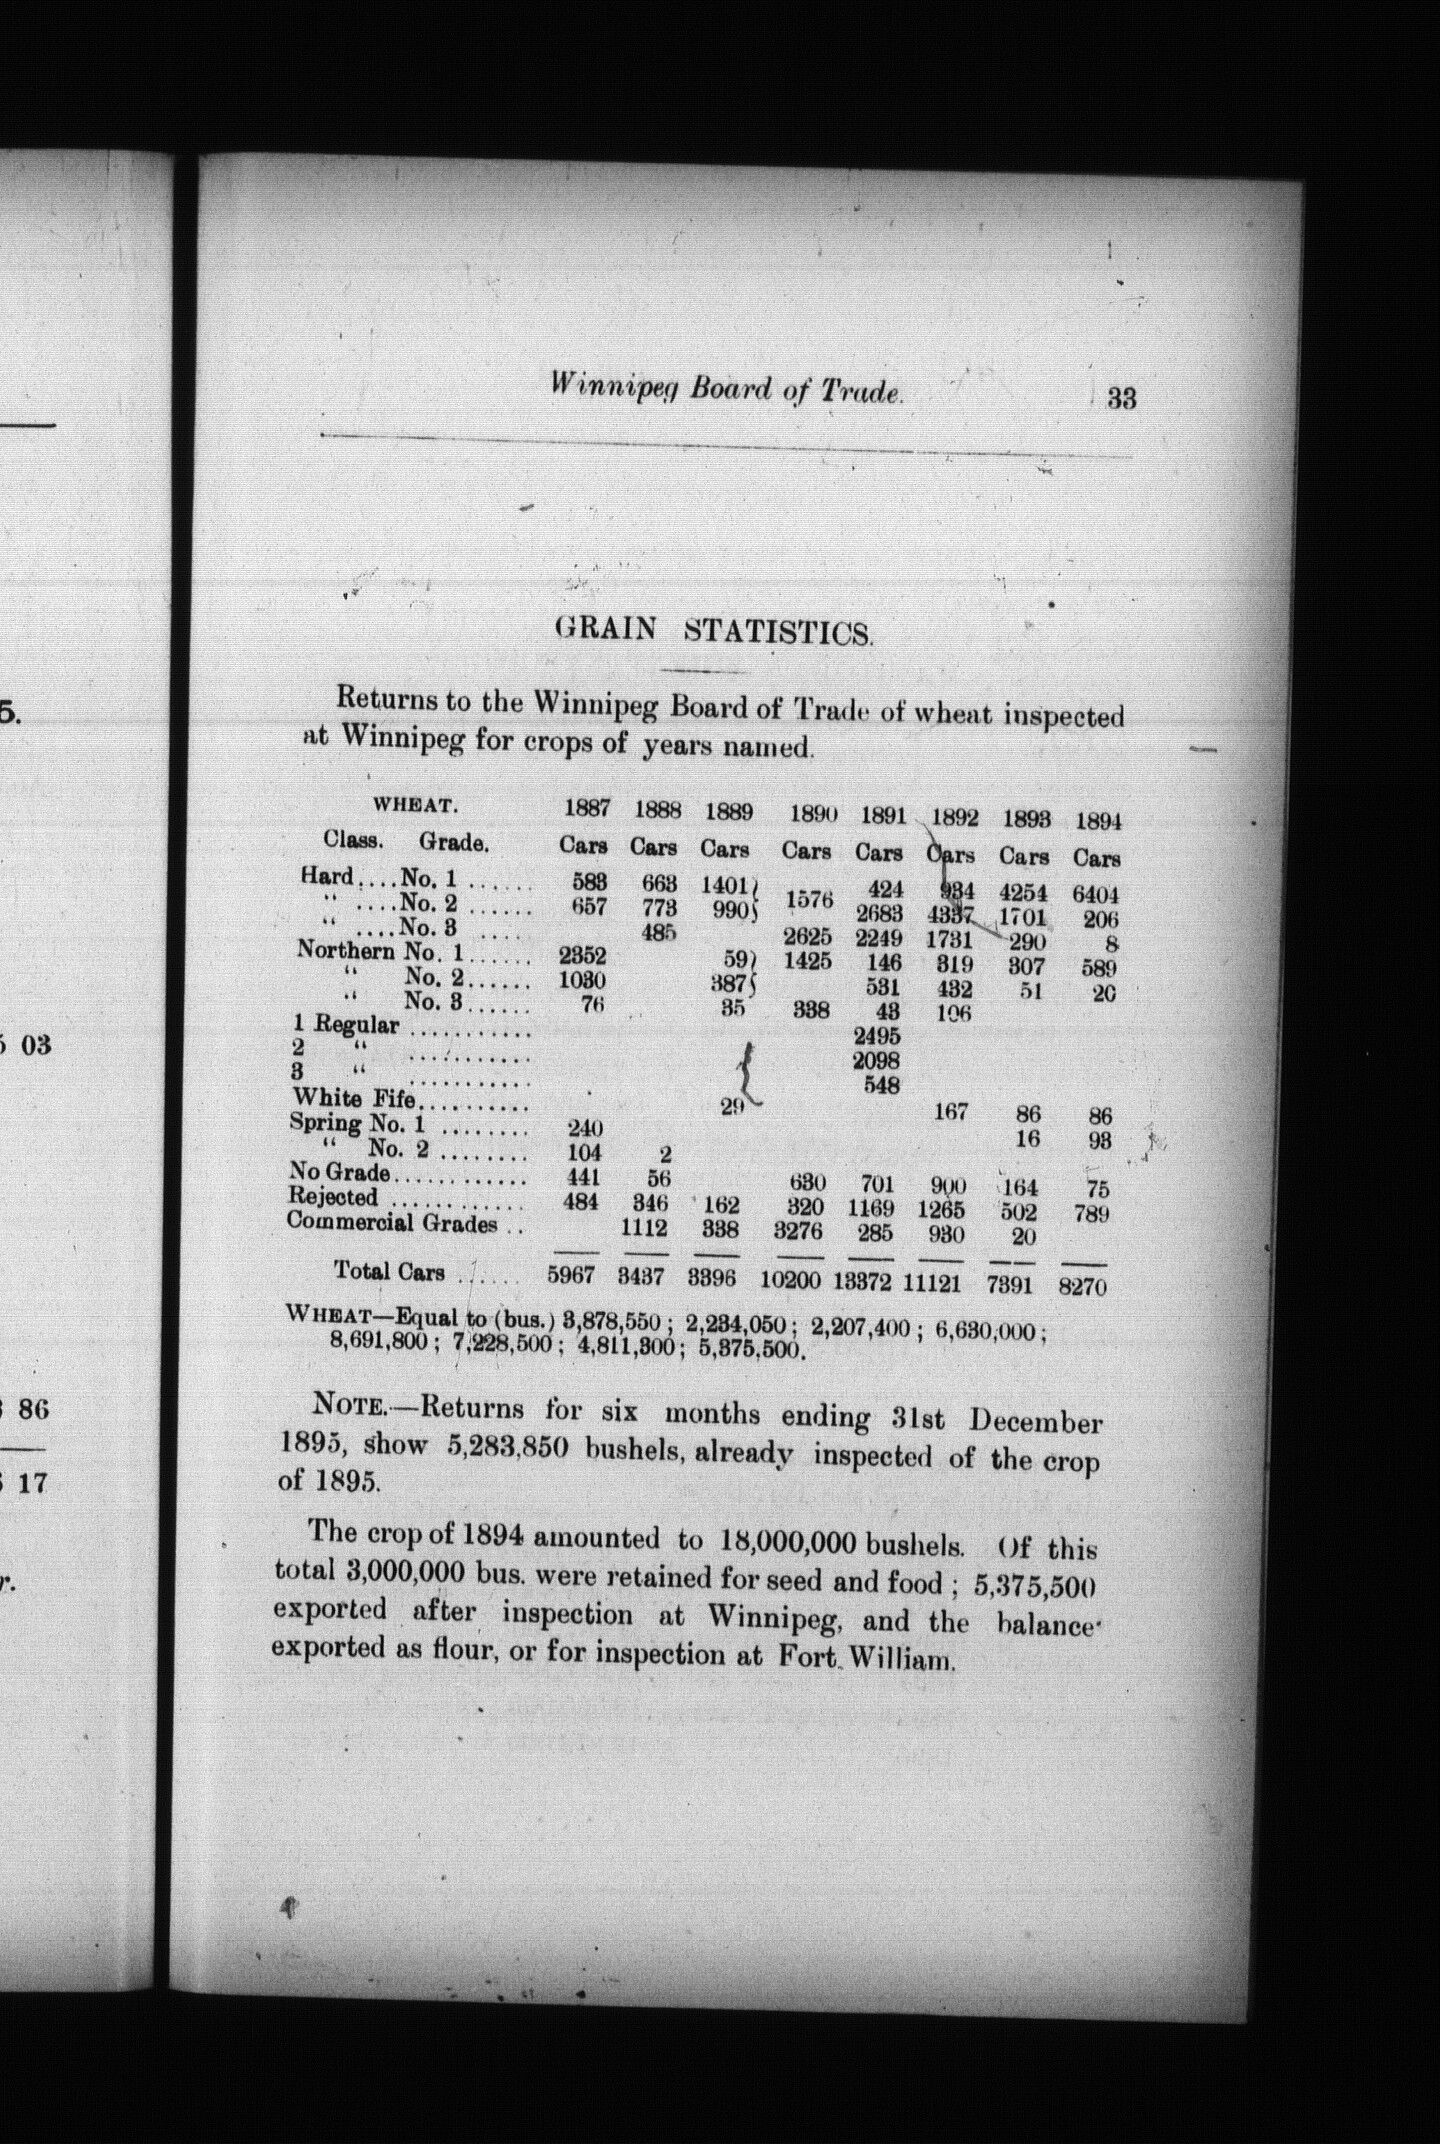 Winnipeg Board of Trade. 33
GRAIN STATISTICS.
Returns to the Winnipeg Board of Trade of wheat inspected
at Winnipeg for crops of years named.
WHEAT. 1887 1888 1889 1890 1891 1892 1893 1894
Class. Grade. Cars Cars Cars Cars Cars Cars Cars Cars
Hard....No. 1 ...... 583 663 1401} 1576 424 934 4254 6404
“ ....No. 2 ...... 657 773 990} 2683 4337 1701 206
“ ....No. 3 .... 485 2625 2249 1731 290 8
Northern No. 1...... 2352 59} 1425 146 319 307 589
“ No. 2...... 1030 387} 531 432 51 20
“ No. 3...... 76 35 338 43 106
1 Regular ........... 2495
2 “ ........... 2098
3 “ ........... 548
White Fife.......... 29 167 86 86
Spring No. 1 ........ 240 16 93
“ No. 2 ........ 104 2
No Grade............ 441 56 630 701 900 164 75
Rejected ............ 484 346 162 320 1169 1265 502 789
Commercial Grades .. 1112 338 3276 285 930 20
Total Cars ...... 5967 3437 3396 10200 13372 11121 7391 8270
WHEAT—Equal to (bus.) 3,878,550; 2,234,050; 2,207,400; 6,630,000;
8,691,800; 7,228,500; 4,811,300; 5,375,500.
NOTE.—Returns for six months ending 31st December
1895, show 5,283,850 bushels, already inspected of the crop
of 1895.
The crop of 1894 amounted to 18,000,000 bushels. Of this
total 3,000,000 bus. were retained for seed and food; 5,375,500
exported after inspection at Winnipeg, and the balance
exported as flour, or for inspection at Fort William.
5.
03
86
17
r.